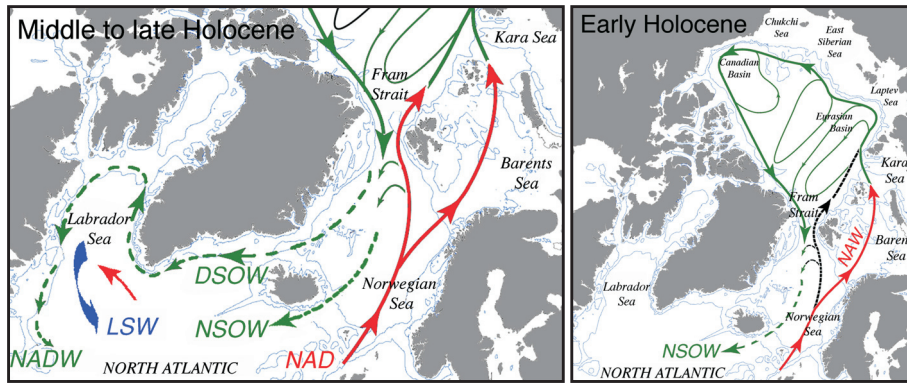 Middle to late Holocene
Kara Sea
Fram
Strait
Barents
Sea
Labrador
Sea
DSOW
Norwegian
Sea
NSOW
LSW
NAD
NADW
NORTH ATLANTIC
Early Holocene
Chukchi
Sea
East
Siberian
Sea
Canadian
Basin
Laptev
Sea
Eurasian
Basin
Kara
Sea
Fram
Strait
NAW
Baren
Sea
Labrador
Sea
Norwegian
Sea
NSOW
NORTH ATLANTIC